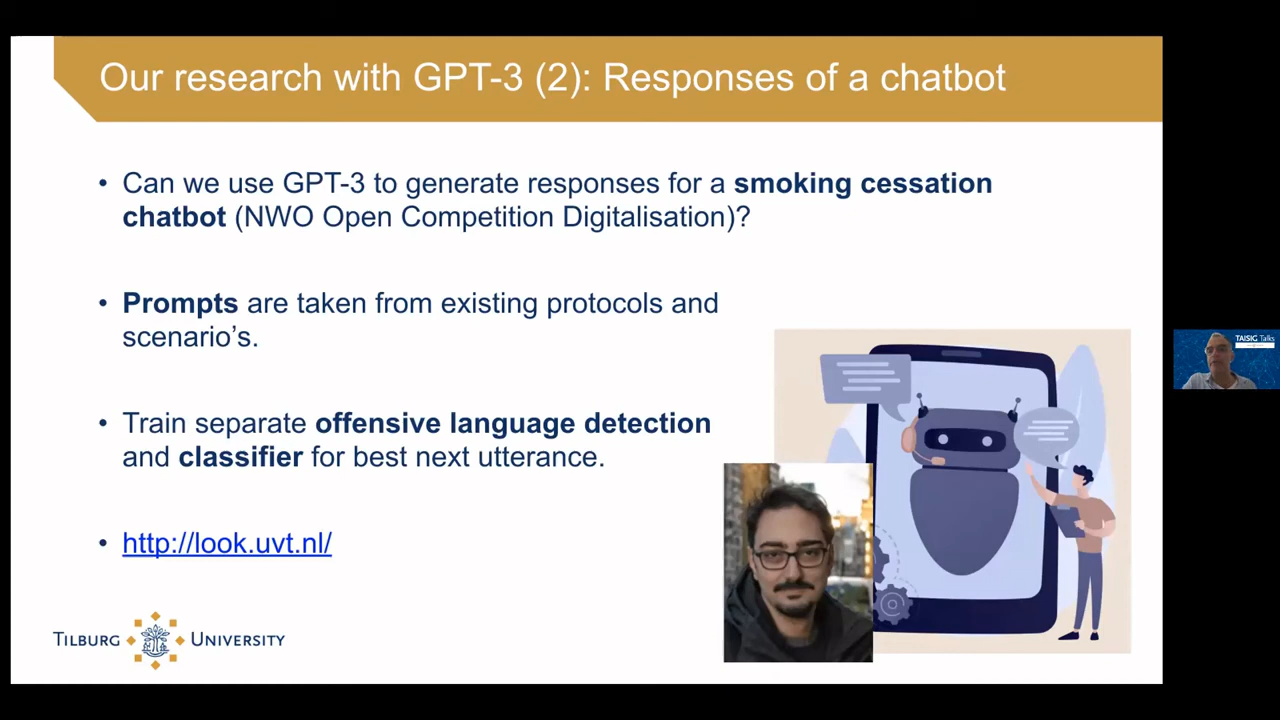 Our research with GPT-3 (2): Responses of a chatbot
• Can we use GPT-3 to generate responses for a smoking cessation
chatbot (NWO Open Competition Digitalisation)?
• Prompts are taken from existing protocols and
scenario’s.
• Train separate offensive language detection
and classifier for best next utterance.
• http://look.uvt.nl/
TILBURG UNIVERSITY
TAISIG Talks